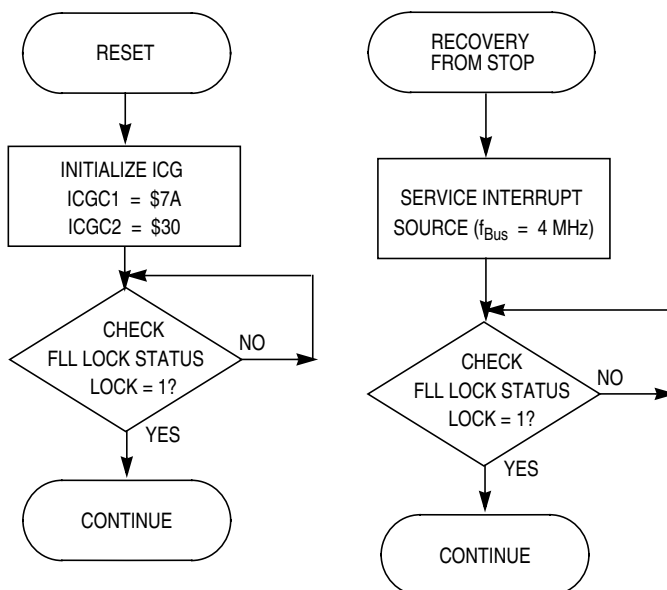 RESET
INITIALIZE ICG
ICGC1 = $7A
ICGC2 = $30
CHECK
FLL LOCK STATUS
LOCK = 1?
NO
YES
CONTINUE
RECOVERY
FROM STOP
SERVICE INTERRUPT
SOURCE (fBus = 4 MHz)
CHECK
FLL LOCK STATUS
LOCK = 1?
NO
YES
CONTINUE